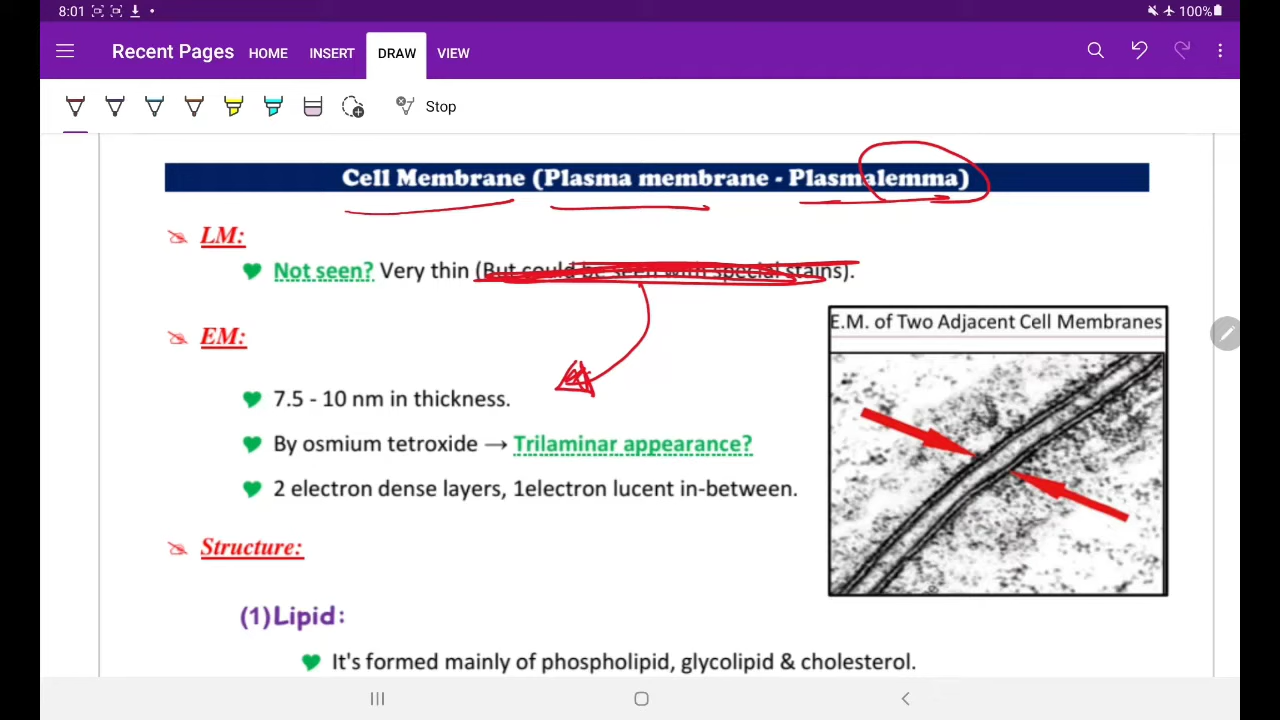 8:01 100%
Recent Pages HOME INSERT DRAW VIEW
Stop
Cell Membrane (Plasma membrane - Plasmalemma)
LM:
Not seen? Very thin (But could be seen with special stains).
EM:
E.M. of Two Adjacent Cell Membranes
7.5 - 10 nm in thickness.
By osmium tetroxide → Trilaminar appearance?
2 electron dense layers, 1electron lucent in-between.
Structure:
(1)Lipid:
It's formed mainly of phospholipid, glycolipid & cholesterol.